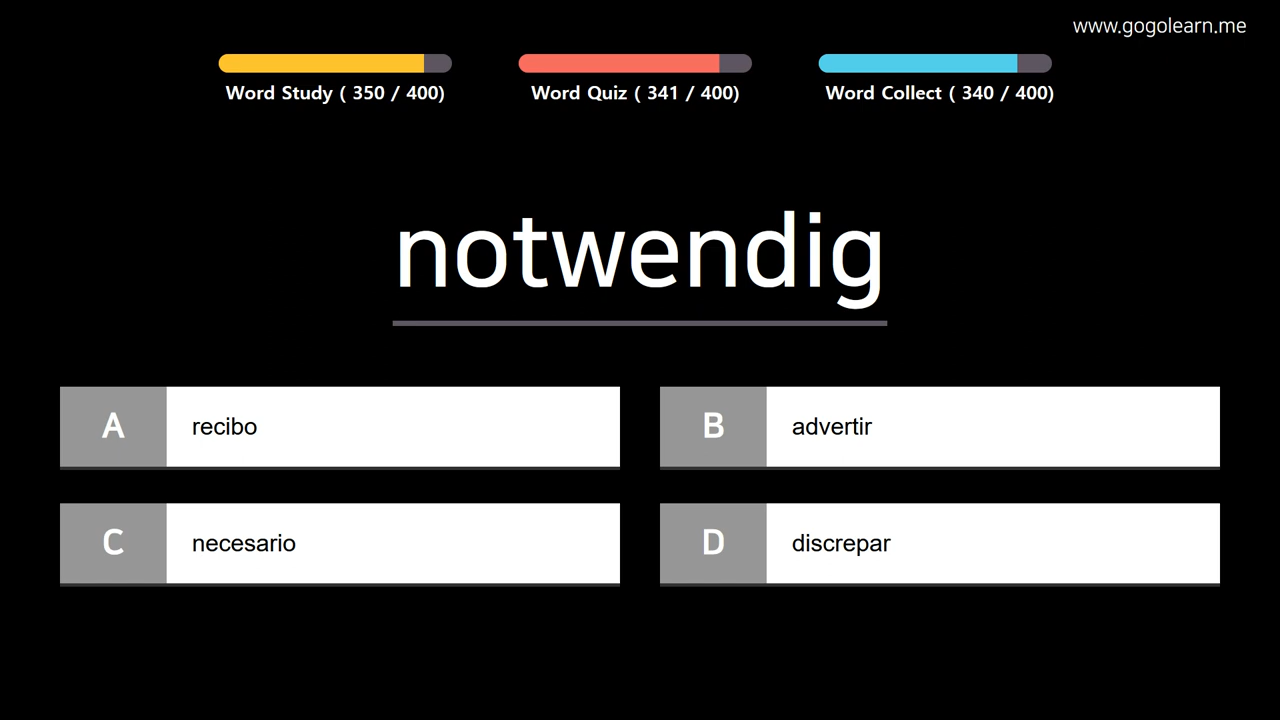 www.gogolearn.me
Word Study ( 350 / 400)
Word Quiz ( 341 / 400)
Word Collect ( 340 / 400)
notwendig
A
recibo
B
advertir
C
necesario
D
discrepar